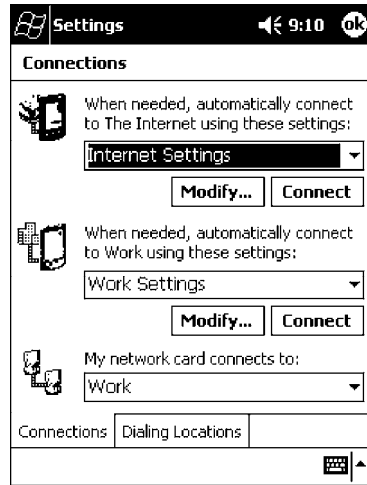 Settings 9:10 ok
Connections
When needed, automatically connect
to The Internet using these settings:
Internet Settings
Modify... Connect
When needed, automatically connect
to Work using these settings:
Work Settings
Modify... Connect
My network card connects to:
Work
Connections Dialing Locations